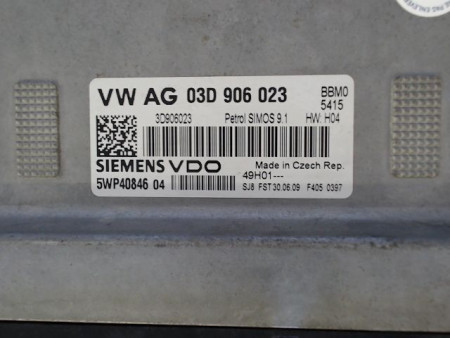 VW AG 03D 906 023 BBM0
5415
3D906023 Petrol SIMOS 9.1 HW: H04
SIEMENS VDO Made in Czech Rep.
5WP40846 04 49H01---
SJ8 FST 30.06.09 F405 0397